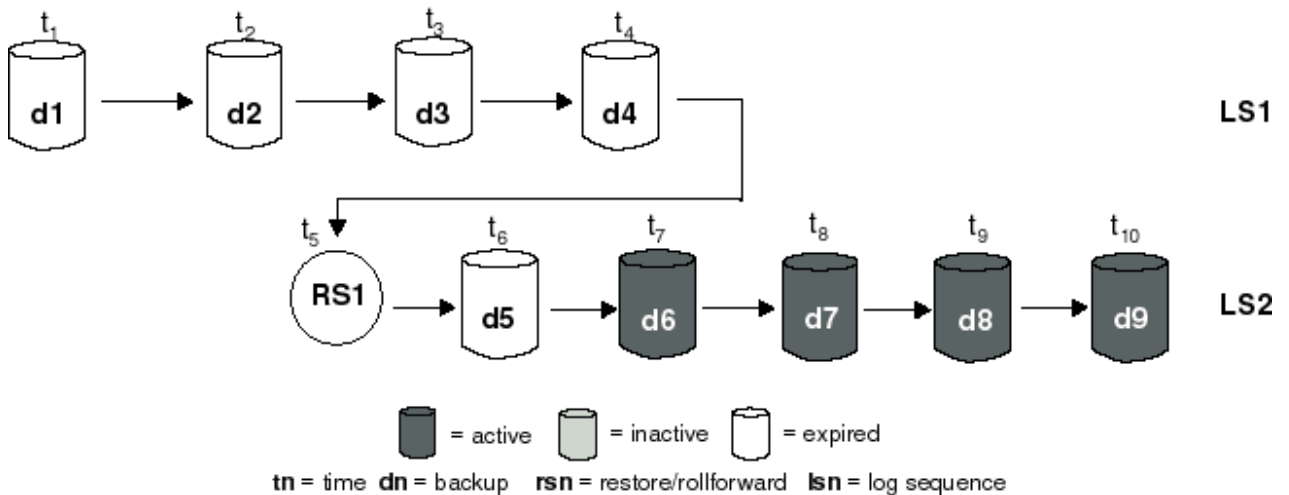 t1 t2 t3 t4
d1 d2 d3 d4 LS1
t5 t6 t7 t8 t9 t10
RS1 d5 d6 d7 d8 d9 LS2
= active = inactive = expired
tn = time dn = backup rsn = restore/rollforward lsn = log sequence